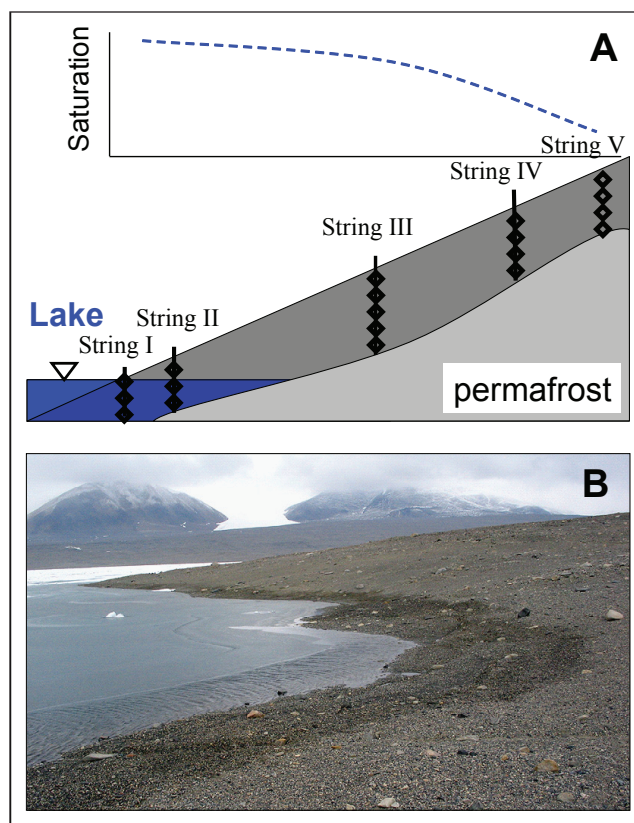 A
Saturation
String V
String IV
String III
Lake
String II
String I
permafrost
B